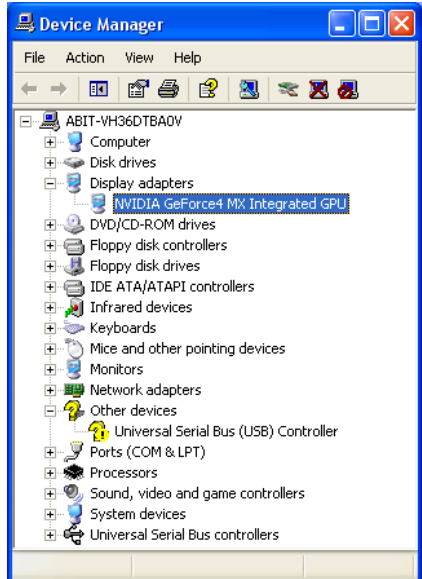 Device Manager
File Action View Help
ABIT-VH36DTBA0V
Computer
Disk drives
Display adapters
NVIDIA GeForce4 MX Integrated GPU
DVD/CD-ROM drives
Floppy disk controllers
Floppy disk drives
IDE ATA/ATAPI controllers
Infrared devices
Keyboards
Mice and other pointing devices
Monitors
Network adapters
Other devices
Universal Serial Bus (USB) Controller
Ports (COM & LPT)
Processors
Sound, video and game controllers
System devices
Universal Serial Bus controllers